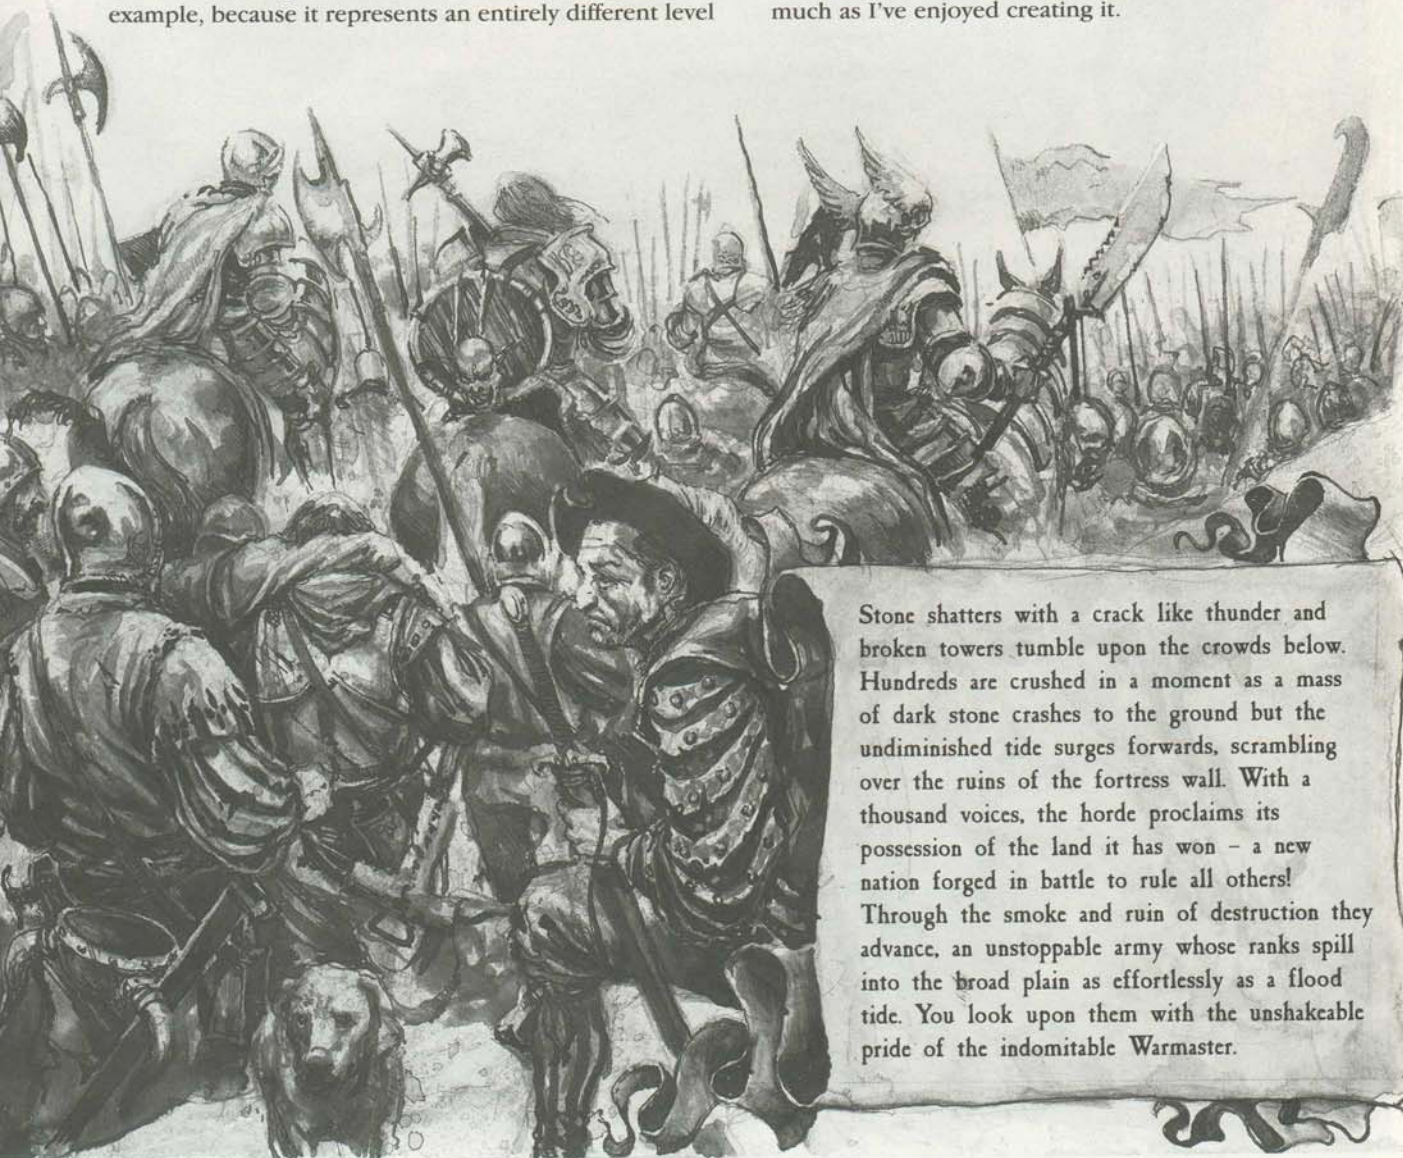 example, because it represents an entirely different level
much as I've enjoyed creating it.
Stone shatters with a crack like thunder and
broken towers tumble upon the crowds below.
Hundreds are crushed in a moment as a mass
of dark stone crashes to the ground but the
undiminished tide surges forwards, scrambling
over the ruins of the fortress wall. With a
thousand voices, the horde proclaims its
possession of the land it has won – a new
nation forged in battle to rule all others!
Through the smoke and ruin of destruction they
advance, an unstoppable army whose ranks spill
into the broad plain as effortlessly as a flood
tide. You look upon them with the unshakeable
pride of the indomitable Warmaster.